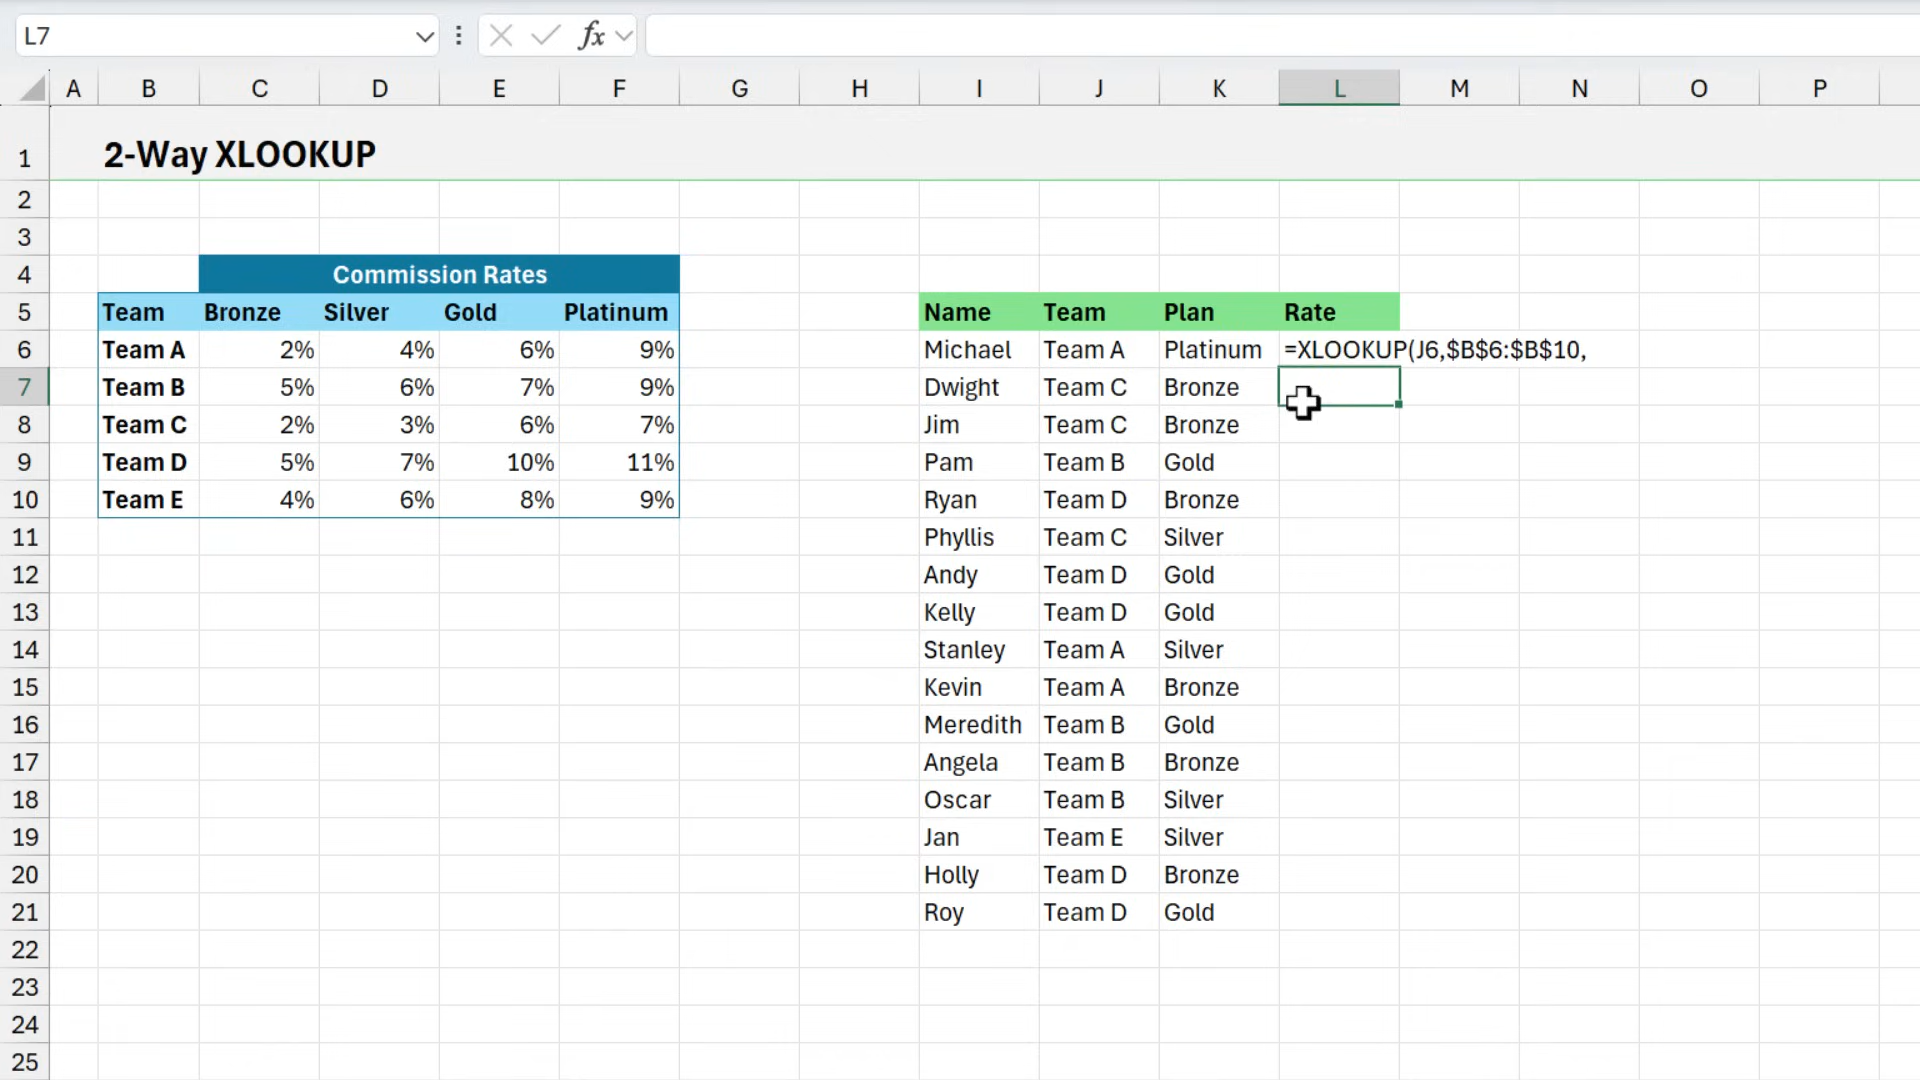 L7 fx
A B C D E F G H I J K L M N O P
1 2-Way XLOOKUP
2
3
4 Commission Rates
5 Team Bronze Silver Gold Platinum Name Team Plan Rate
6 Team A 2% 4% 6% 9% Michael Team A Platinum =XLOOKUP(J6,$B$6:$B$10,
7 Team B 5% 6% 7% 9% Dwight Team C Bronze
8 Team C 2% 3% 6% 7% Jim Team C Bronze
9 Team D 5% 7% 10% 11% Pam Team B Gold
10 Team E 4% 6% 8% 9% Ryan Team D Bronze
11 Phyllis Team C Silver
12 Andy Team D Gold
13 Kelly Team D Gold
14 Stanley Team A Silver
15 Kevin Team A Bronze
16 Meredith Team B Gold
17 Angela Team B Bronze
18 Oscar Team B Silver
19 Jan Team E Silver
20 Holly Team D Bronze
21 Roy Team D Gold
22
23
24
25